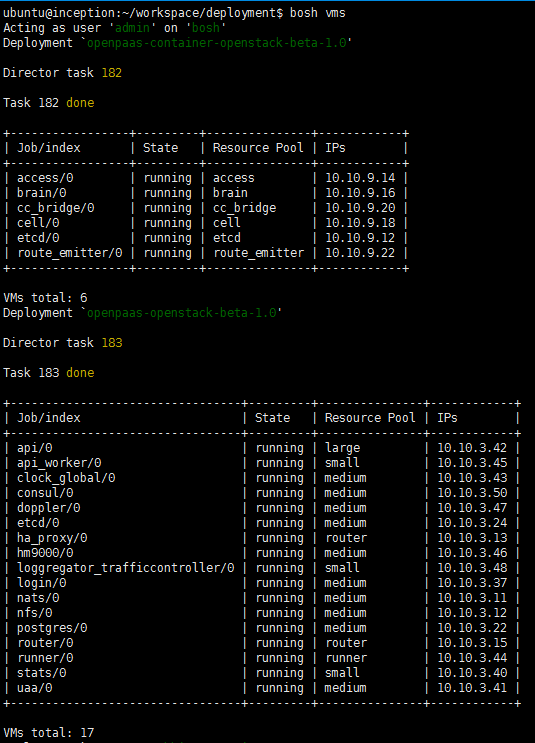 ubuntu@inception:~/workspace/deployment$ bosh vms
Acting as user 'admin' on 'bosh'
Deployment `openpaas-container-openstack-beta-1.0'
Director task 182
Task 182 done
+-----------------+---------+---------------+------------+
| Job/index       | State   | Resource Pool | IPs        |
+-----------------+---------+---------------+------------+
| access/0        | running | access        | 10.10.9.14 |
| brain/0         | running | brain         | 10.10.9.16 |
| cc_bridge/0     | running | cc_bridge     | 10.10.9.20 |
| cell/0          | running | cell          | 10.10.9.18 |
| etcd/0          | running | etcd          | 10.10.9.12 |
| route_emitter/0 | running | route_emitter | 10.10.9.22 |
+-----------------+---------+---------------+------------+
VMs total: 6
Deployment `openpaas-openstack-beta-1.0'
Director task 183
Task 183 done
+---------------------------------+---------+---------------+------------+
| Job/index                       | State   | Resource Pool | IPs        |
+---------------------------------+---------+---------------+------------+
| api/0                           | running | large         | 10.10.3.42 |
| api_worker/0                    | running | small         | 10.10.3.45 |
| clock_global/0                  | running | medium        | 10.10.3.43 |
| consul/0                        | running | medium        | 10.10.3.50 |
| doppler/0                       | running | medium        | 10.10.3.47 |
| etcd/0                          | running | medium        | 10.10.3.24 |
| ha_proxy/0                      | running | router        | 10.10.3.13 |
| hm9000/0                        | running | medium        | 10.10.3.46 |
| loggregator_trafficcontroller/0 | running | small         | 10.10.3.48 |
| login/0                         | running | medium        | 10.10.3.37 |
| nats/0                          | running | medium        | 10.10.3.11 |
| nfs/0                           | running | medium        | 10.10.3.12 |
| postgres/0                      | running | medium        | 10.10.3.22 |
| router/0                        | running | router        | 10.10.3.15 |
| runner/0                        | running | runner        | 10.10.3.44 |
| stats/0                         | running | small         | 10.10.3.40 |
| uaa/0                           | running | medium        | 10.10.3.41 |
+---------------------------------+---------+---------------+------------+
VMs total: 17